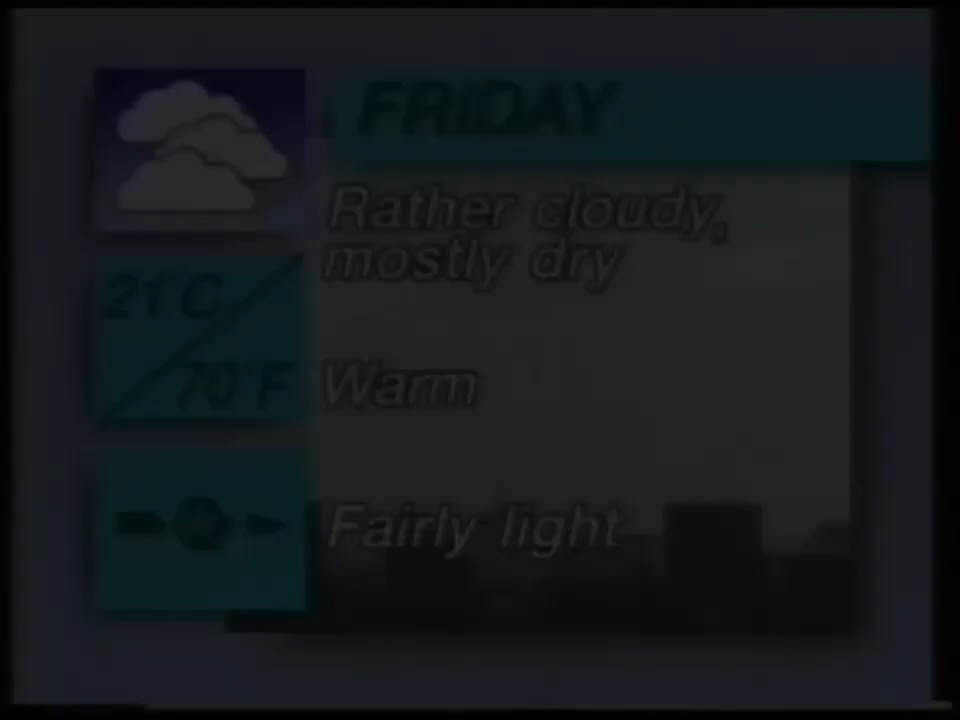 FRIDAY
Rather cloudy,
mostly dry
21°C
70°F
Warm
Fairly light